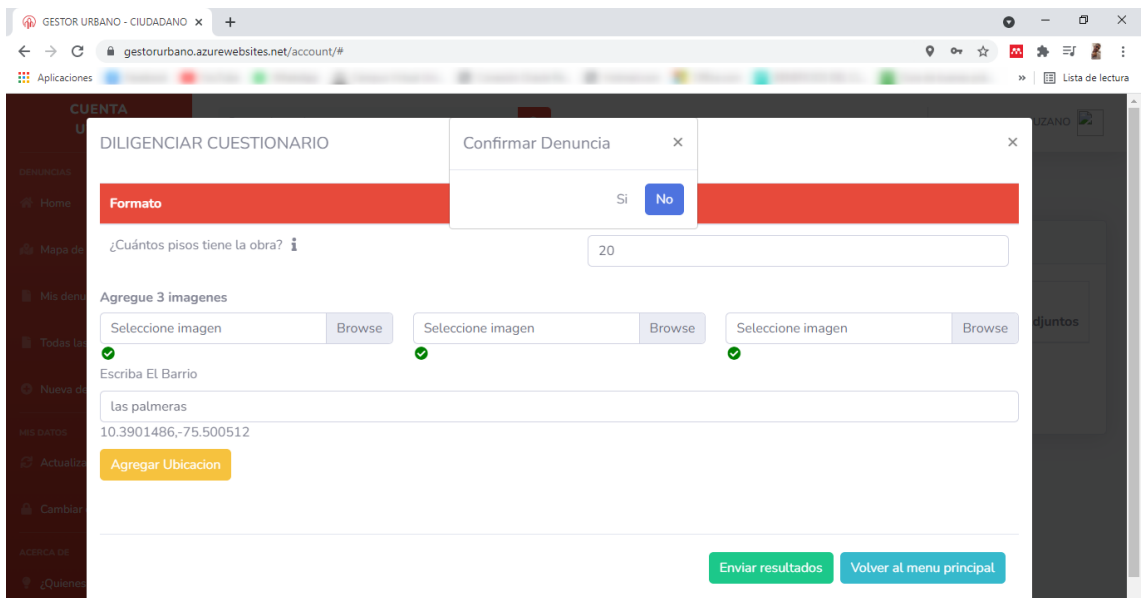 GESTOR URBANO - CIUDADANO
gestorurbano.azurewebsites.net/account/#
Aplicaciones
»
Lista de lectura
CUENTA
U
UZANO
DILIGENCIAR CUESTIONARIO
Confirmar Denuncia
Si
No
DENUNCIAS
Home
Mapa de
Mis denu
Todas las
Nueva de
MIS DATOS
Actualiza
Cambiar
ACERCA DE
¿Quienes
Formato
¿Cuántos pisos tiene la obra?
20
Agregue 3 imagenes
Seleccione imagen Browse Seleccione imagen Browse Seleccione imagen Browse
djuntos
Escriba El Barrio
las palmeras
10.3901486,-75.500512
Agregar Ubicacion
Enviar resultados Volver al menu principal